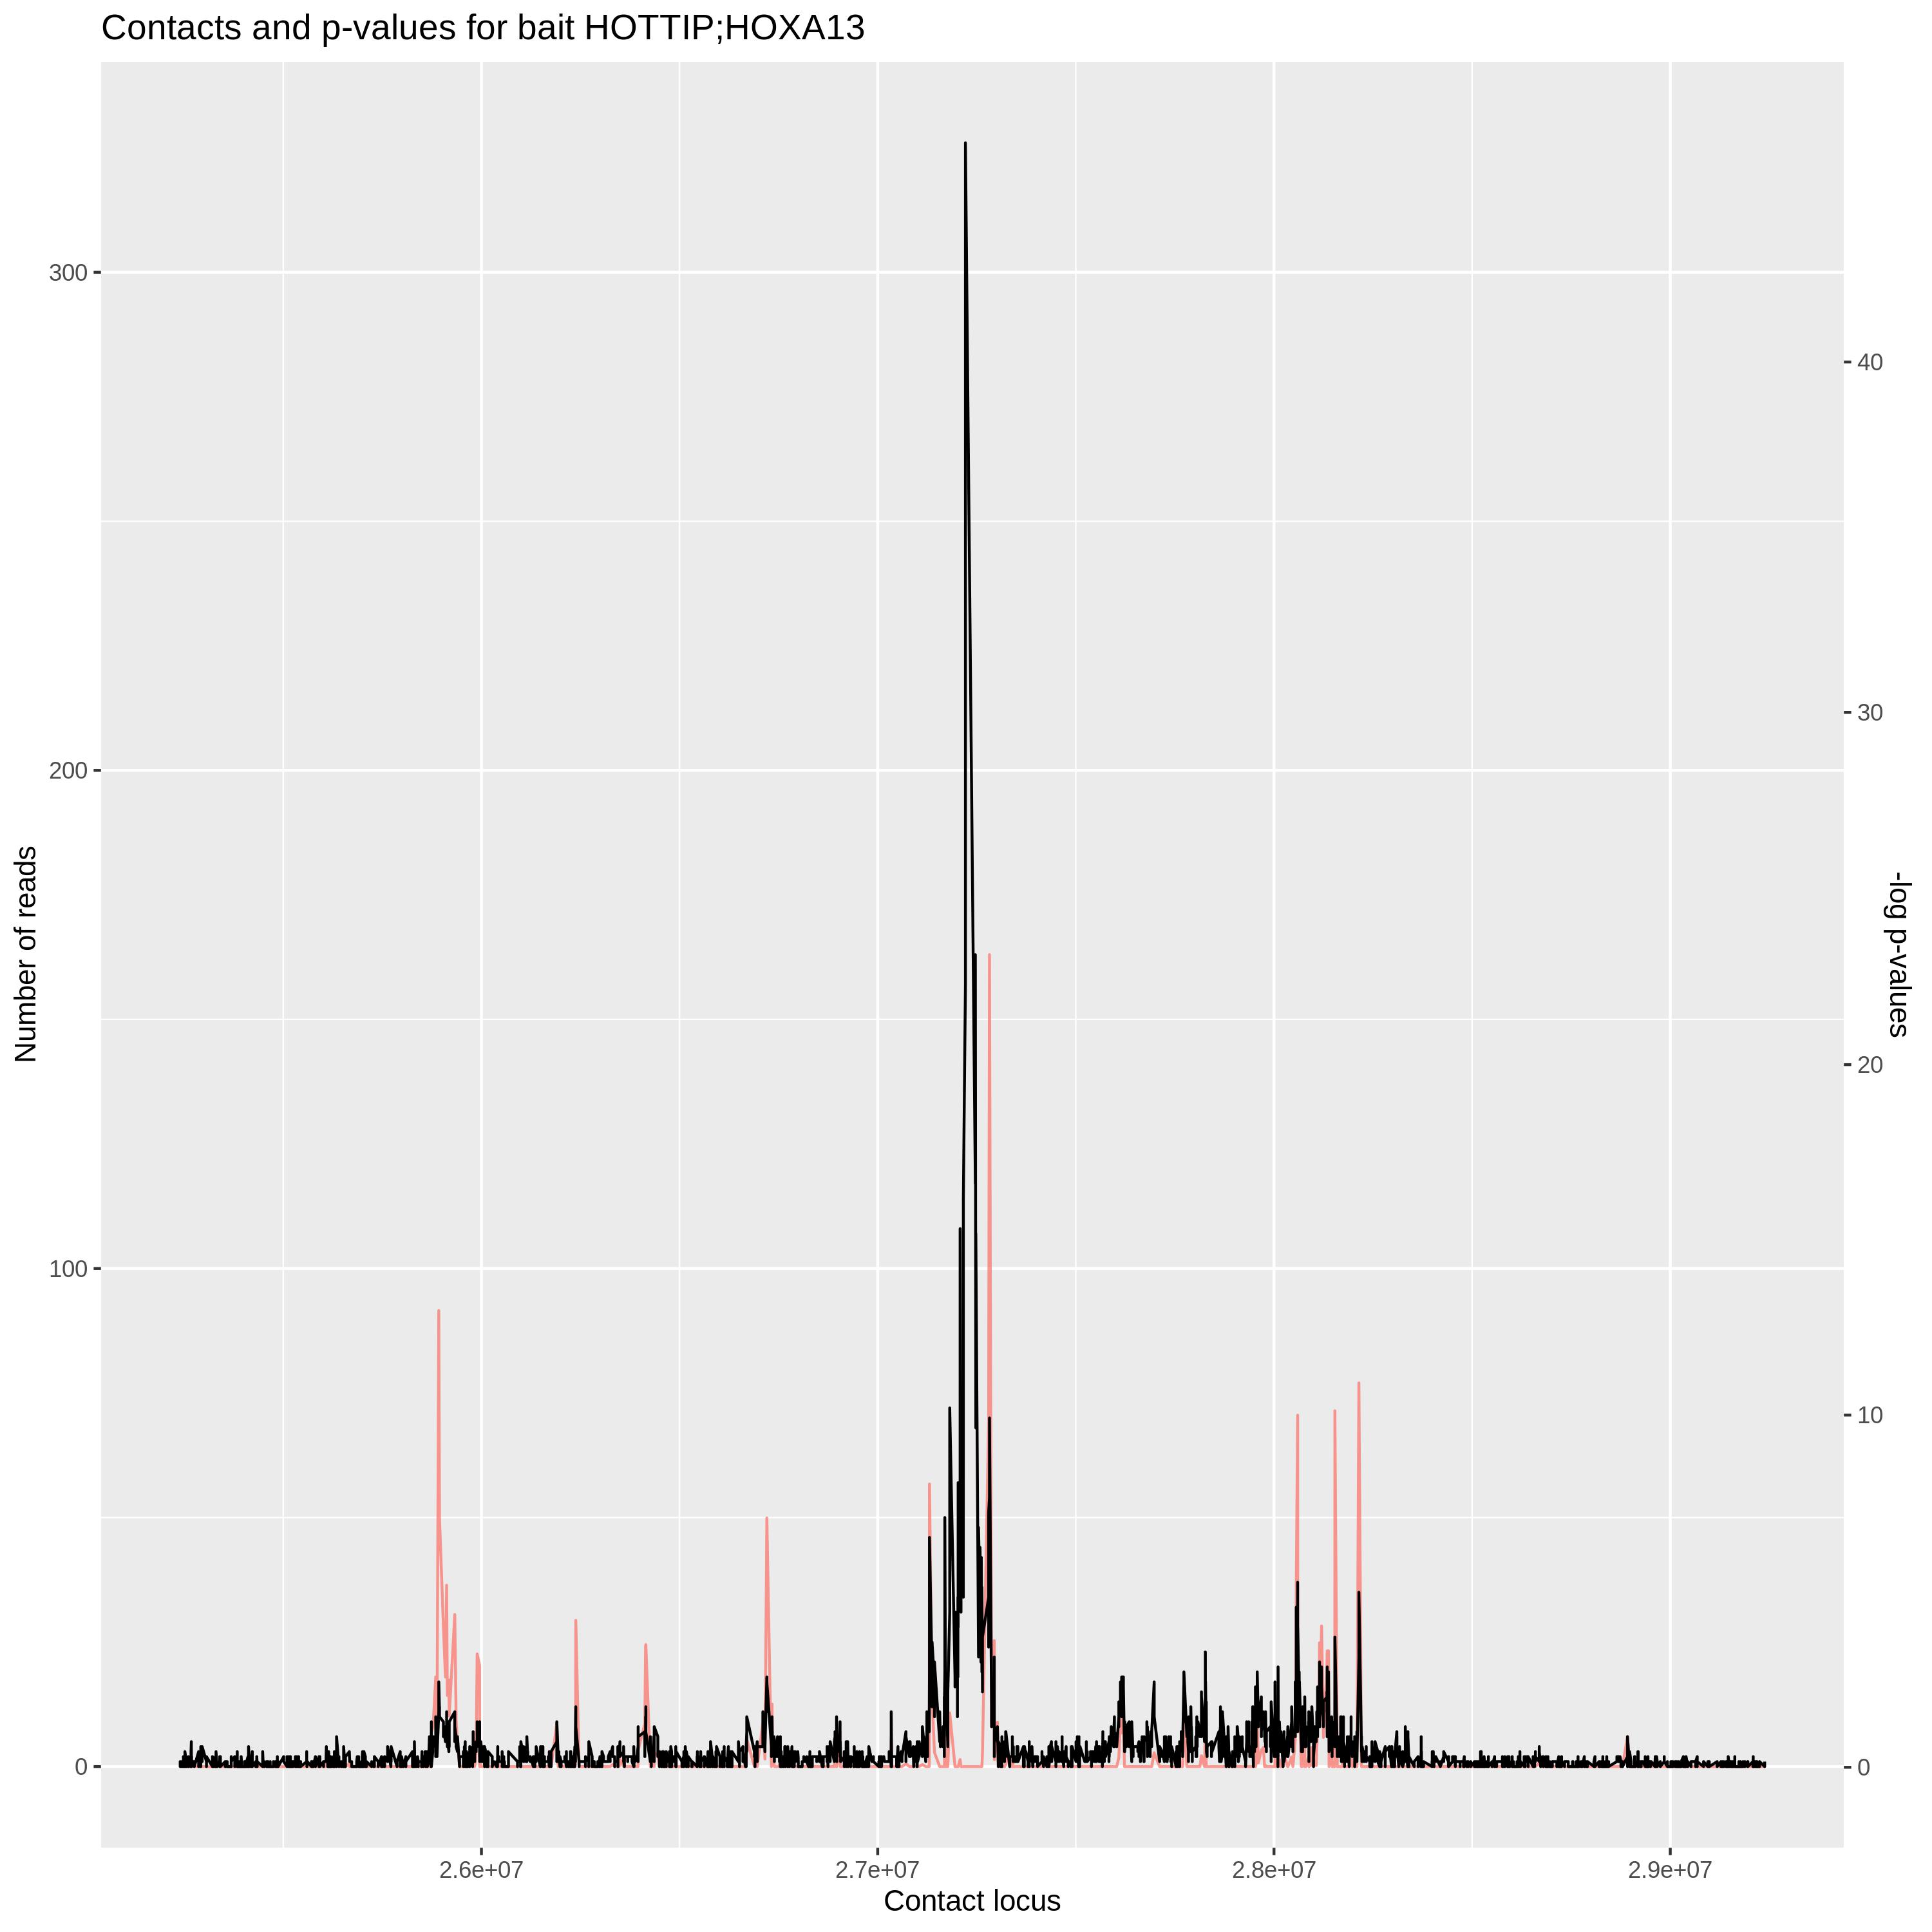 Contacts and p-values for bait HOTTIP;HOXA13
300
200
100
0
Number of reads
40
30
20
10
0
-log p-values
2.6e+07
2.7e+07
2.8e+07
2.9e+07
Contact locus